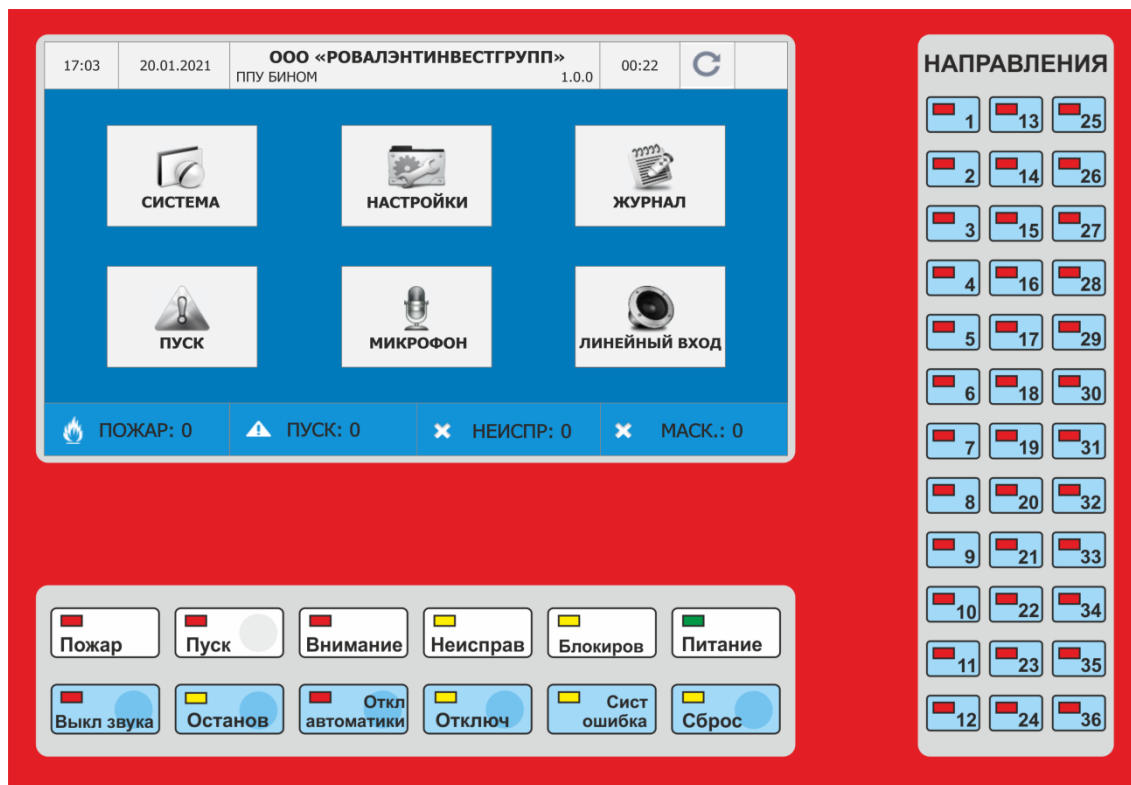 17:03
20.01.2021
ООО «РОВАЛЭНТИНВЕСТГРУПП»
ППУ БИНОМ
1.0.0
00:22
СИСТЕМА
НАСТРОЙКИ
ЖУРНАЛ
ПУСК
МИКРОФОН
ЛИНЕЙНЫЙ ВХОД
ПОЖАР: 0
ПУСК: 0
НЕИСПР: 0
МАСК.: 0
Пожар
Пуск
Внимание
Неисправ
Блокиров
Питание
Выкл звука
Останов
Откл
автоматики
Отключ
Сист
ошибка
Сброс
НАПРАВЛЕНИЯ
1 13 25
2 14 26
3 15 27
4 16 28
5 17 29
6 18 30
7 19 31
8 20 32
9 21 33
10 22 34
11 23 35
12 24 36